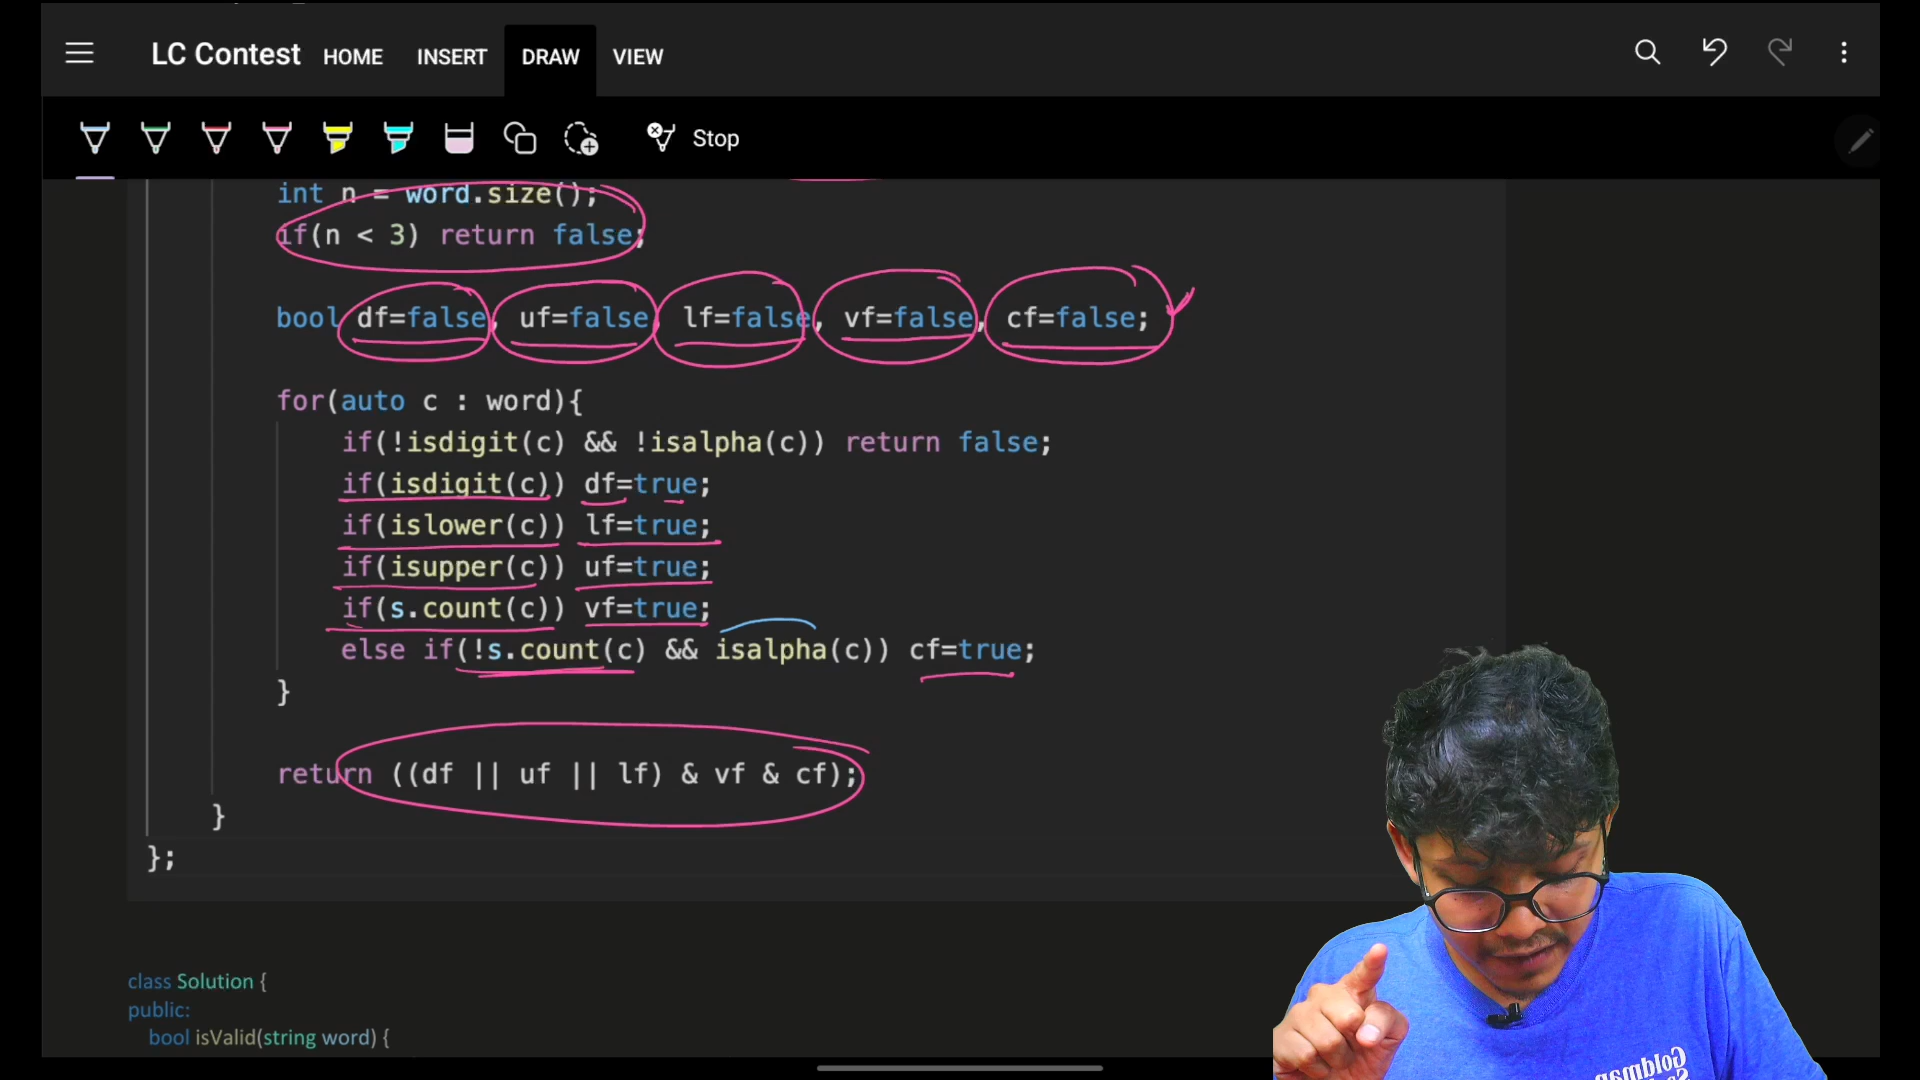 LC Contest HOME INSERT DRAW VIEW
Stop
int n = word.size();
if(n < 3) return false;
bool df=false, uf=false, lf=false, vf=false, cf=false;
for(auto c : word){
if(!isdigit(c) && !isalpha(c)) return false;
if(isdigit(c)) df=true;
if(islower(c)) lf=true;
if(isupper(c)) uf=true;
if(s.count(c)) vf=true;
else if(!s.count(c) && isalpha(c)) cf=true;
}
return ((df || uf || lf) & vf & cf);
}
};
class Solution {
public:
bool isValid(string word) {
Goldman